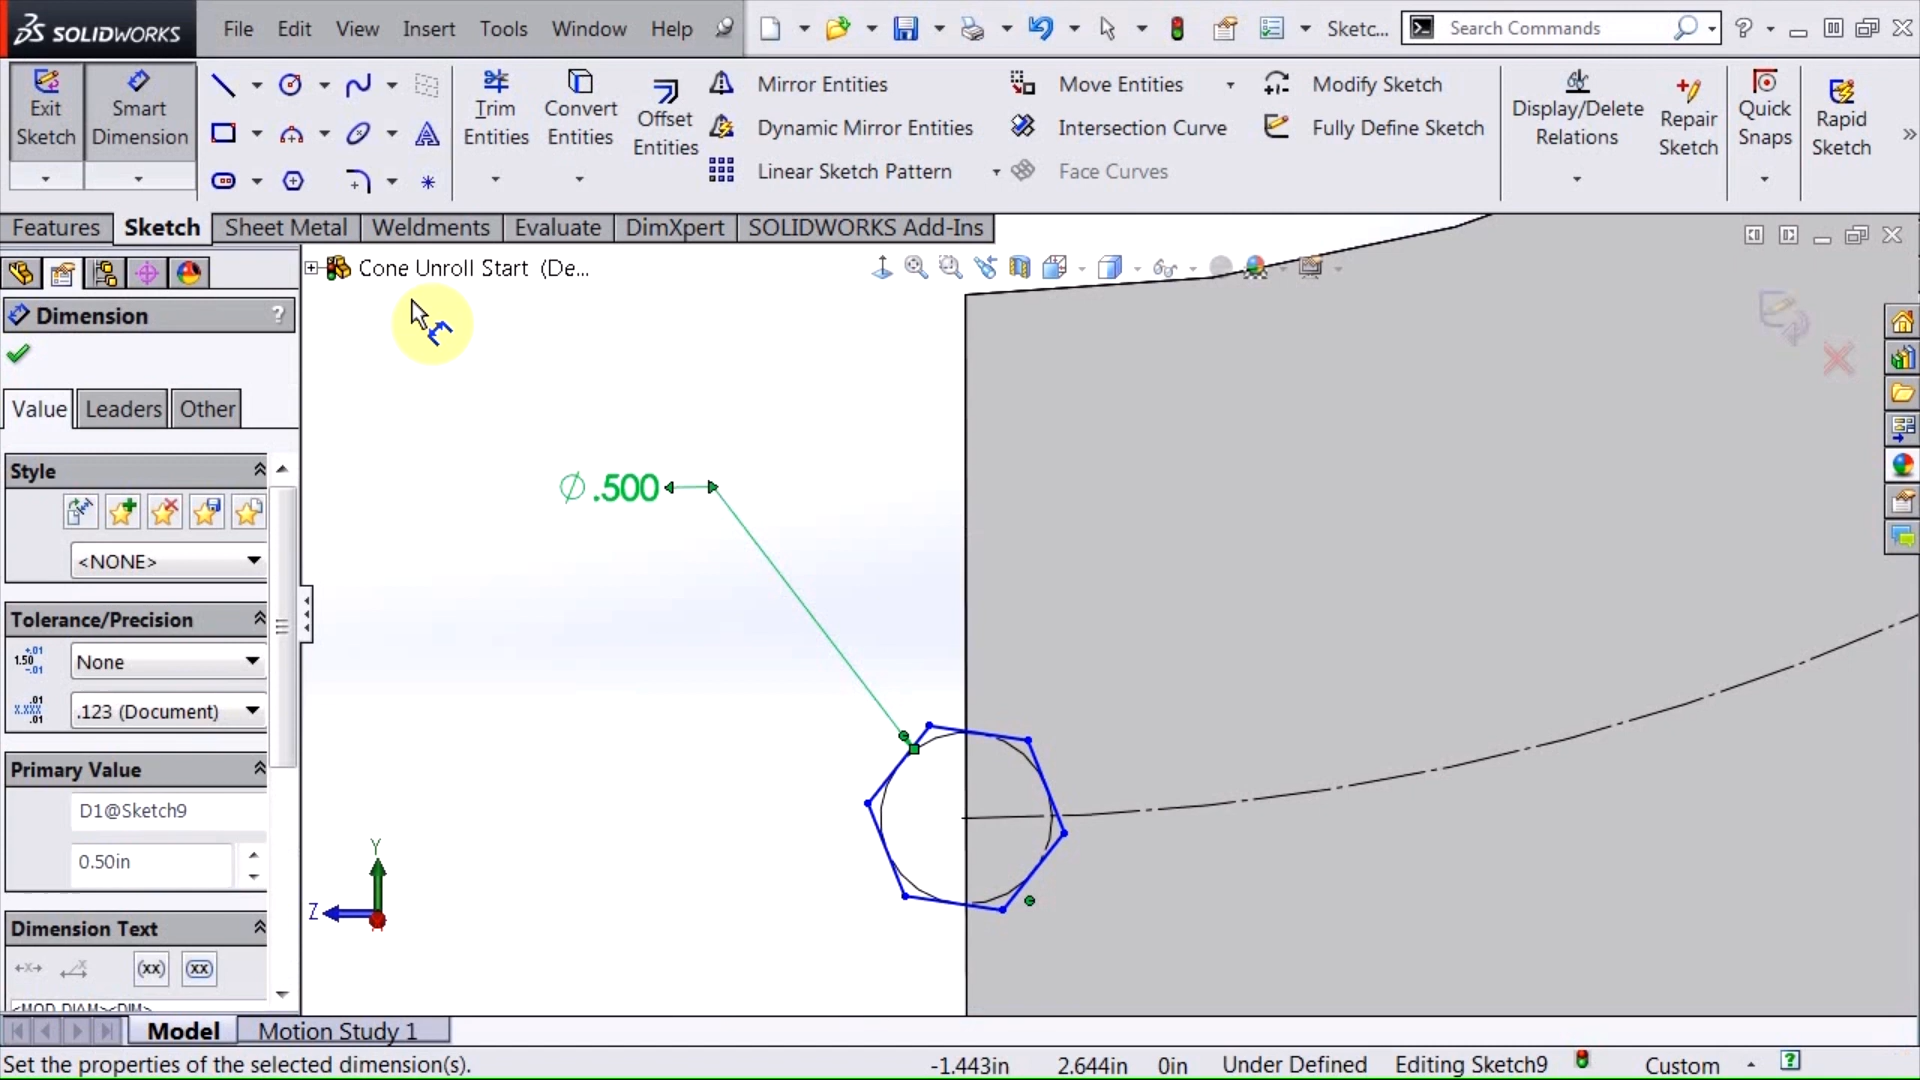 SOLIDWORKS File Edit View Insert Tools Window Help Sketc... Search Commands
Exit Sketch
Smart Dimension
Trim Entities
Convert Entities
Offset Entities
Mirror Entities
Dynamic Mirror Entities
Linear Sketch Pattern
Move Entities
Intersection Curve
Face Curves
Modify Sketch
Fully Define Sketch
Display/Delete Relations
Repair Sketch
Quick Snaps
Rapid Sketch
Features Sketch Sheet Metal Weldments Evaluate DimXpert SOLIDWORKS Add-Ins
Cone Unroll Start (De...
Dimension ?
Value Leaders Other
Style
<NONE>
Tolerance/Precision
None
.123 (Document)
Primary Value
D1@Sketch9
0.50in
Dimension Text
(xx) (xx)
<MOD-DIAM><DIM>
∅ .500
Y
Z
Model Motion Study 1
Set the properties of the selected dimension(s). -1.443in 2.644in 0in Under Defined Editing Sketch9 Custom